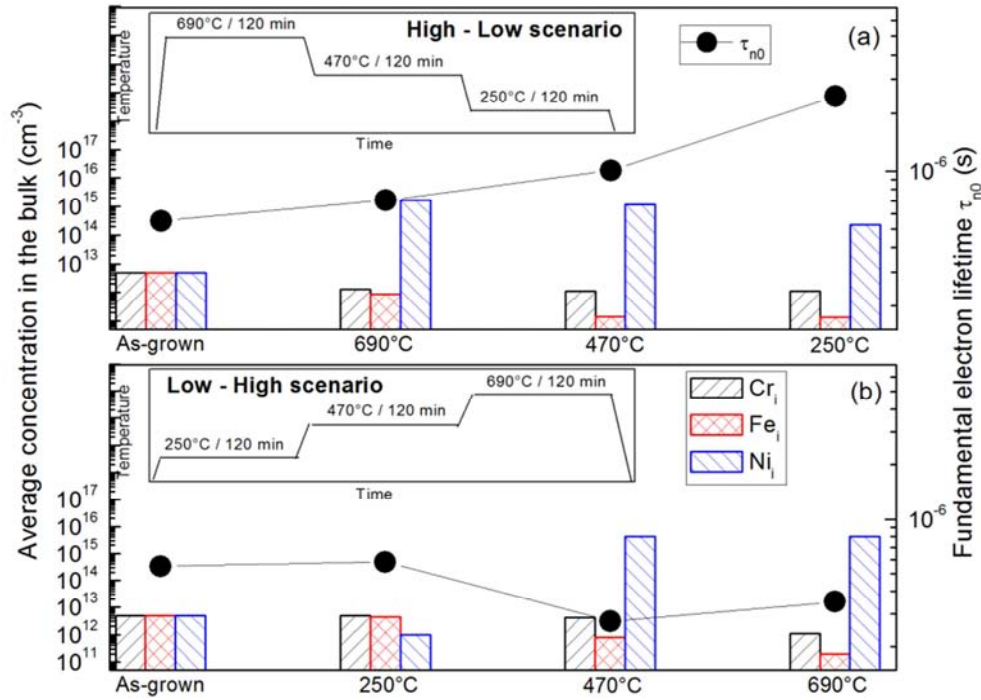 690°C / 120 min
High - Low scenario
(a)
τn0
470°C / 120 min
250°C / 120 min
Temperature
Time
10^17
10^16
10^15
10^14
10^13
10^-6
As-grown
690°C
470°C
250°C
Low - High scenario
690°C / 120 min
(b)
470°C / 120 min
250°C / 120 min
Temperature
Time
Cr_i
Fe_i
Ni_i
10^17
10^16
10^15
10^14
10^13
10^12
10^11
10^-6
As-grown
250°C
470°C
690°C
Average concentration in the bulk (cm^-3)
Fundamental electron lifetime τn0 (s)